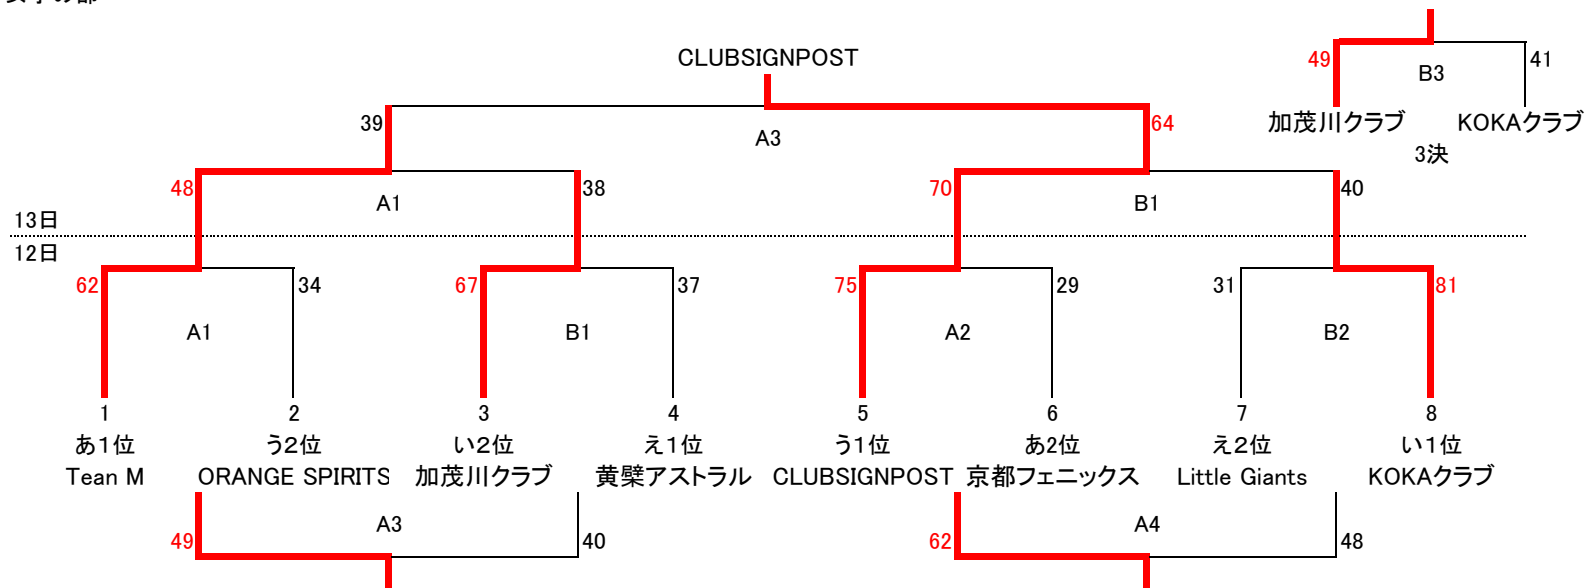 CLUBSIGNPOST
49 41
B3
39 64
A3
加茂川クラブ KOKAクラブ
3決
48 38 70 40
A1 B1
13日
12日
62 34 67 37 75 29 31 81
A1 B1 A2 B2
1 2 3 4 5 6 7 8
あ1位 う2位 い2位 え1位 う1位 あ2位 え2位 い1位
Tean M ORANGE SPIRITS 加茂川クラブ 黄檗アストラル CLUBSIGNPOST 京都フェニックス Little Giants KOKAクラブ
A3 A4
49 40 62 48